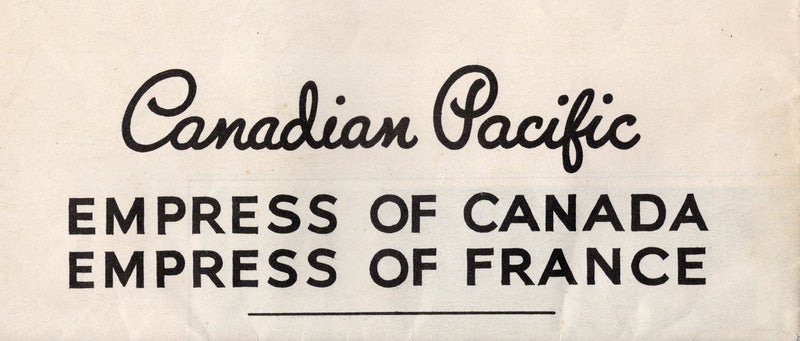 Canadian Pacific
EMPRESS OF CANADA
EMPRESS OF FRANCE